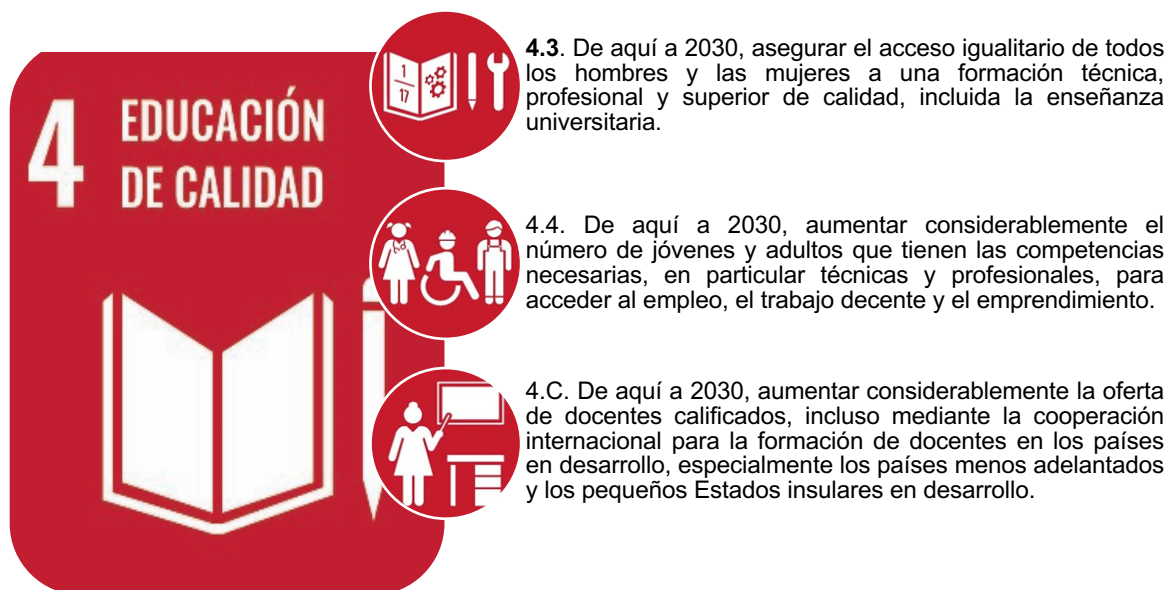 4 EDUCACIÓN
DE CALIDAD
1
17
4.3. De aquí a 2030, asegurar el acceso igualitario de todos
los hombres y las mujeres a una formación técnica,
profesional y superior de calidad, incluida la enseñanza
universitaria.
4.4. De aquí a 2030, aumentar considerablemente el
número de jóvenes y adultos que tienen las competencias
necesarias, en particular técnicas y profesionales, para
acceder al empleo, el trabajo decente y el emprendimiento.
4.C. De aquí a 2030, aumentar considerablemente la oferta
de docentes calificados, incluso mediante la cooperación
internacional para la formación de docentes en los países
en desarrollo, especialmente los países menos adelantados
y los pequeños Estados insulares en desarrollo.